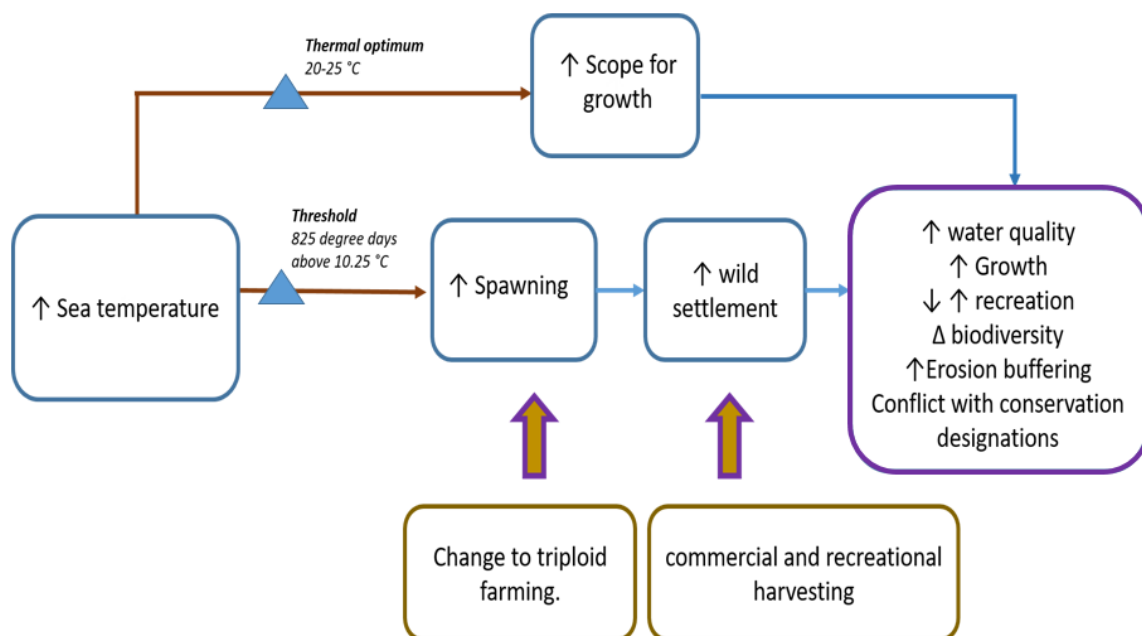 Thermal optimum
20-25 °C
↑ Scope for
growth
↑ Sea temperature
Threshold
825 degree days
above 10.25 °C
↑ Spawning
↑ wild
settlement
↑ water quality
↑ Growth
↓ ↑ recreation
Δ biodiversity
↑Erosion buffering
Conflict with conservation
designations
Change to triploid
farming.
commercial and recreational
harvesting